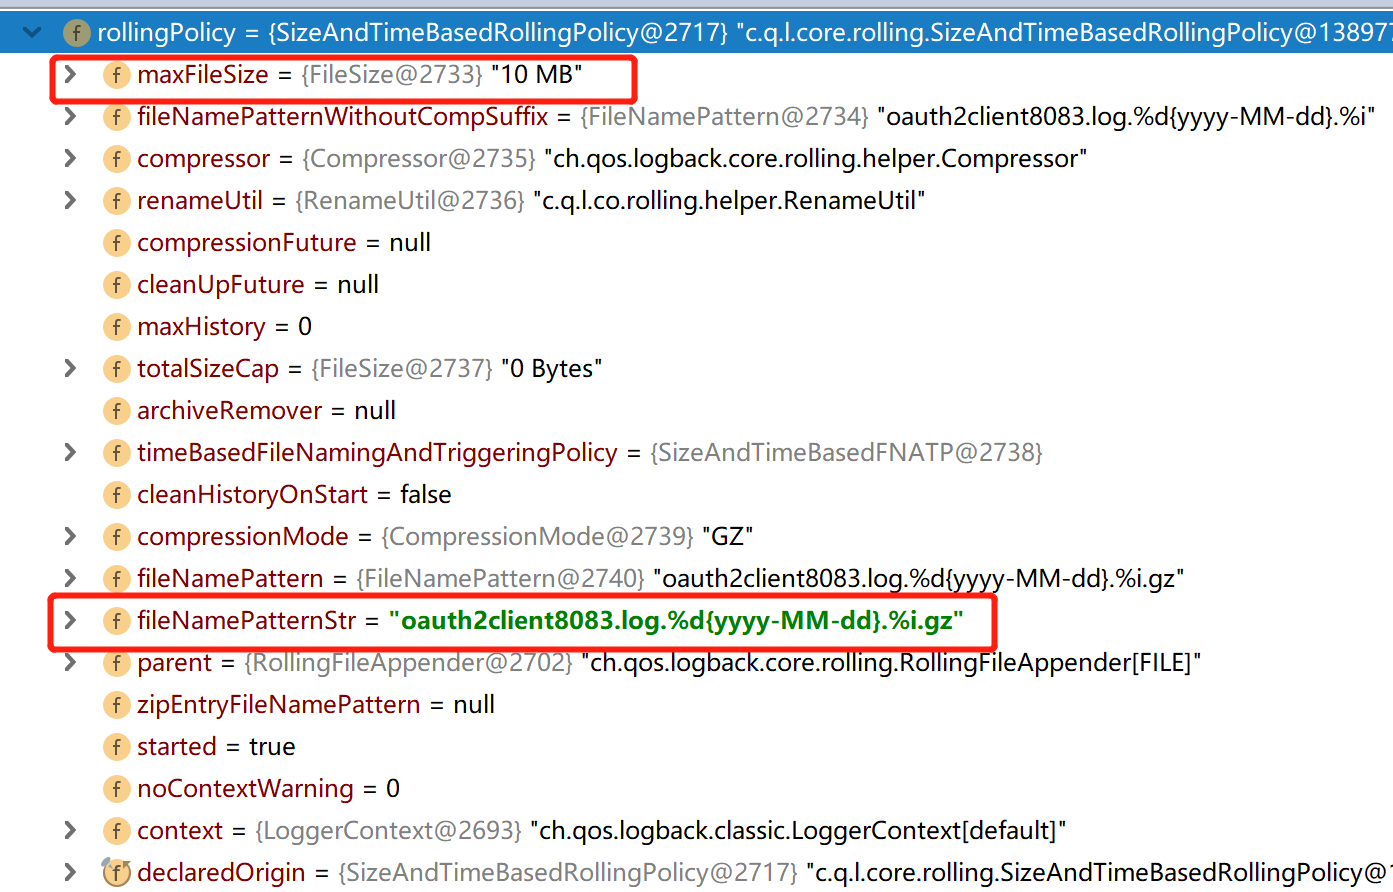 rollingPolicy = {SizeAndTimeBasedRollingPolicy@2717} "c.q.l.core.rolling.SizeAndTimeBasedRollingPolicy@13897
maxFileSize = {FileSize@2733} "10 MB"
fileNamePatternWithoutCompSuffix = {FileNamePattern@2734} "oauth2client8083.log.%d{yyyy-MM-dd}.%i"
compressor = {Compressor@2735} "ch.qos.logback.core.rolling.helper.Compressor"
renameUtil = {RenameUtil@2736} "c.q.l.co.rolling.helper.RenameUtil"
compressionFuture = null
cleanUpFuture = null
maxHistory = 0
totalSizeCap = {FileSize@2737} "0 Bytes"
archiveRemover = null
timeBasedFileNamingAndTriggeringPolicy = {SizeAndTimeBasedFNATP@2738}
cleanHistoryOnStart = false
compressionMode = {CompressionMode@2739} "GZ"
fileNamePattern = {FileNamePattern@2740} "oauth2client8083.log.%d{yyyy-MM-dd}.%i.gz"
fileNamePatternStr = "oauth2client8083.log.%d{yyyy-MM-dd}.%i.gz"
parent = {RollingFileAppender@2702} "ch.qos.logback.core.rolling.RollingFileAppender[FILE]"
zipEntryFileNamePattern = null
started = true
noContextWarning = 0
context = {LoggerContext@2693} "ch.qos.logback.classic.LoggerContext[default]"
declaredOrigin = {SizeAndTimeBasedRollingPolicy@2717} "c.q.l.core.rolling.SizeAndTimeBasedRollingPolicy@1